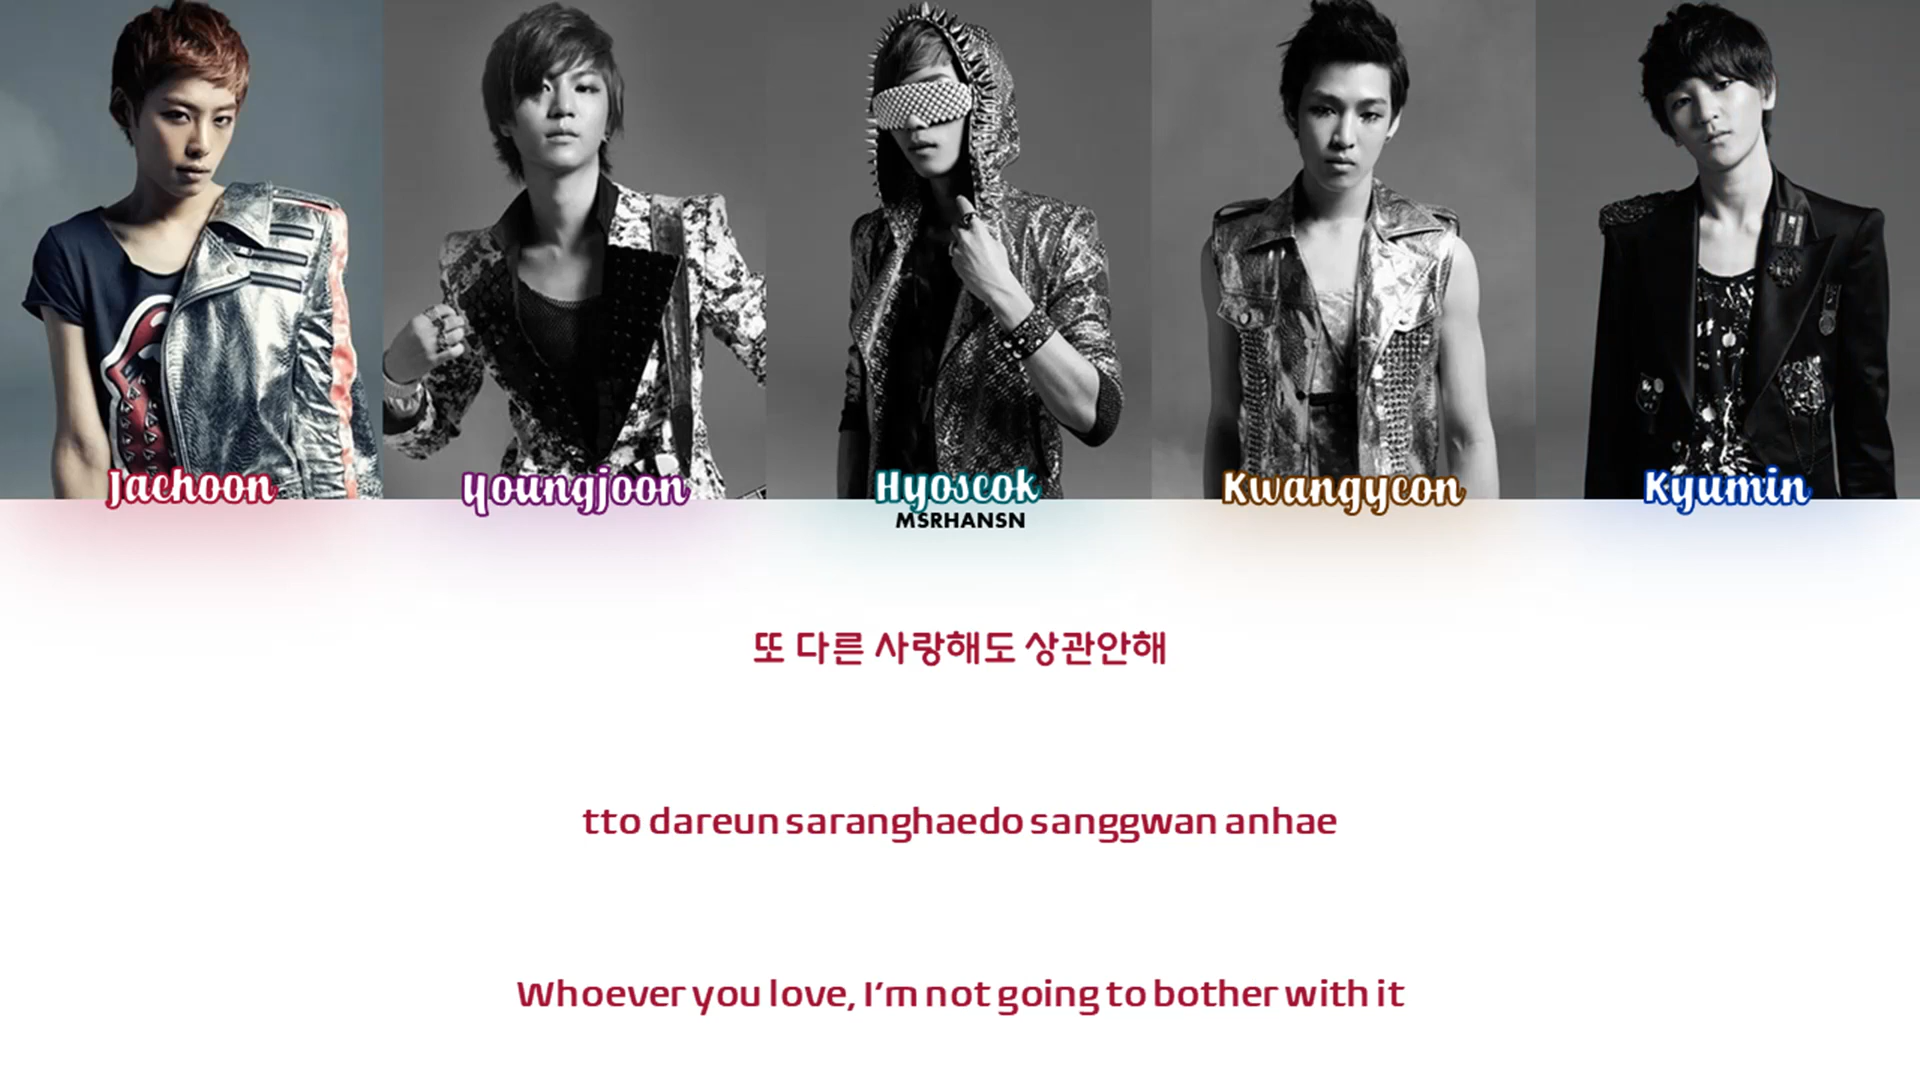 Jaehoon
Youngjoon
Hyoseok
Kwangyeon
Kyumin
MSRHANSN
또 다른 사랑해도 상관안해
tto dareun saranghaedo sanggwan anhae
Whoever you love, I'm not going to bother with it